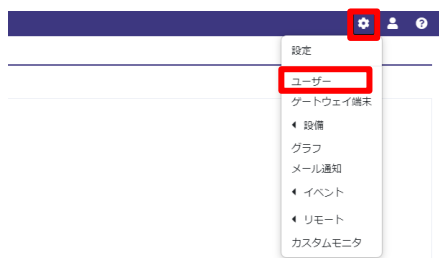 設定
ユーザー
ゲートウェイ端末
設備
グラフ
メール通知
イベント
リモート
カスタムモニタ